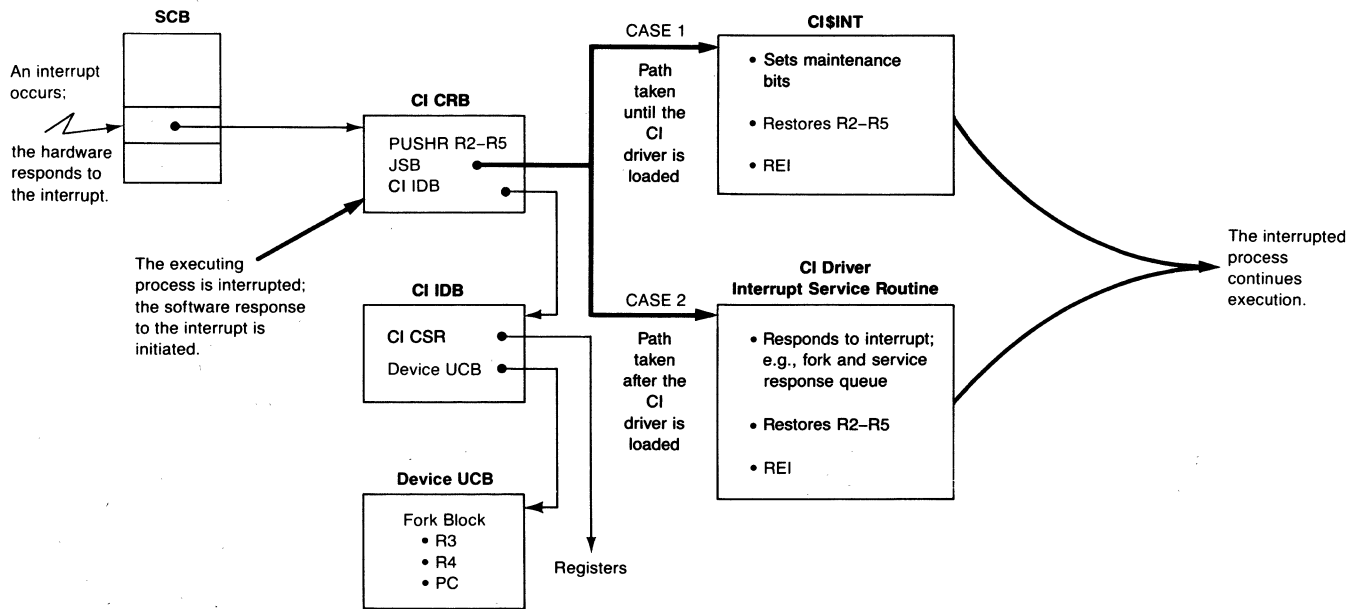 SCB
An interrupt
occurs;
the hardware
responds to
the interrupt.
CI CRB
PUSHR R2–R5
JSB
CI IDB
The executing
process is interrupted;
the software response
to the interrupt is
initiated.
CI IDB
CI CSR
Device UCB
Device UCB
Fork Block
• R3
• R4
• PC
Registers
CASE 1
Path
taken
until the
CI
driver is
loaded
CI$INT
• Sets maintenance
bits
• Restores R2–R5
• REI
CASE 2
Path
taken
after the
CI
driver is
loaded
CI Driver
Interrupt Service Routine
• Responds to interrupt;
e.g., fork and service
response queue
• Restores R2–R5
• REI
The interrupted
process
continues
execution.